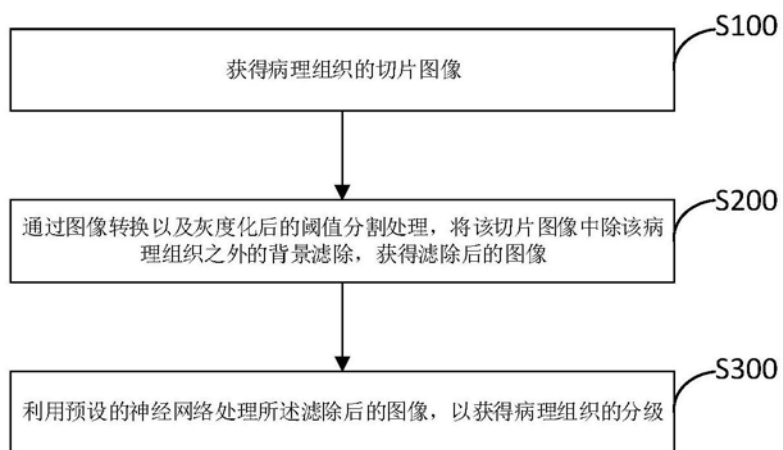 S100
获得病理组织的切片图像
S200
通过图像转换以及灰度化后的阈值分割处理，将该切片图像中除该病
理组织之外的背景滤除，获得滤除后的图像
S300
利用预设的神经网络处理所述滤除后的图像，以获得病理组织的分级